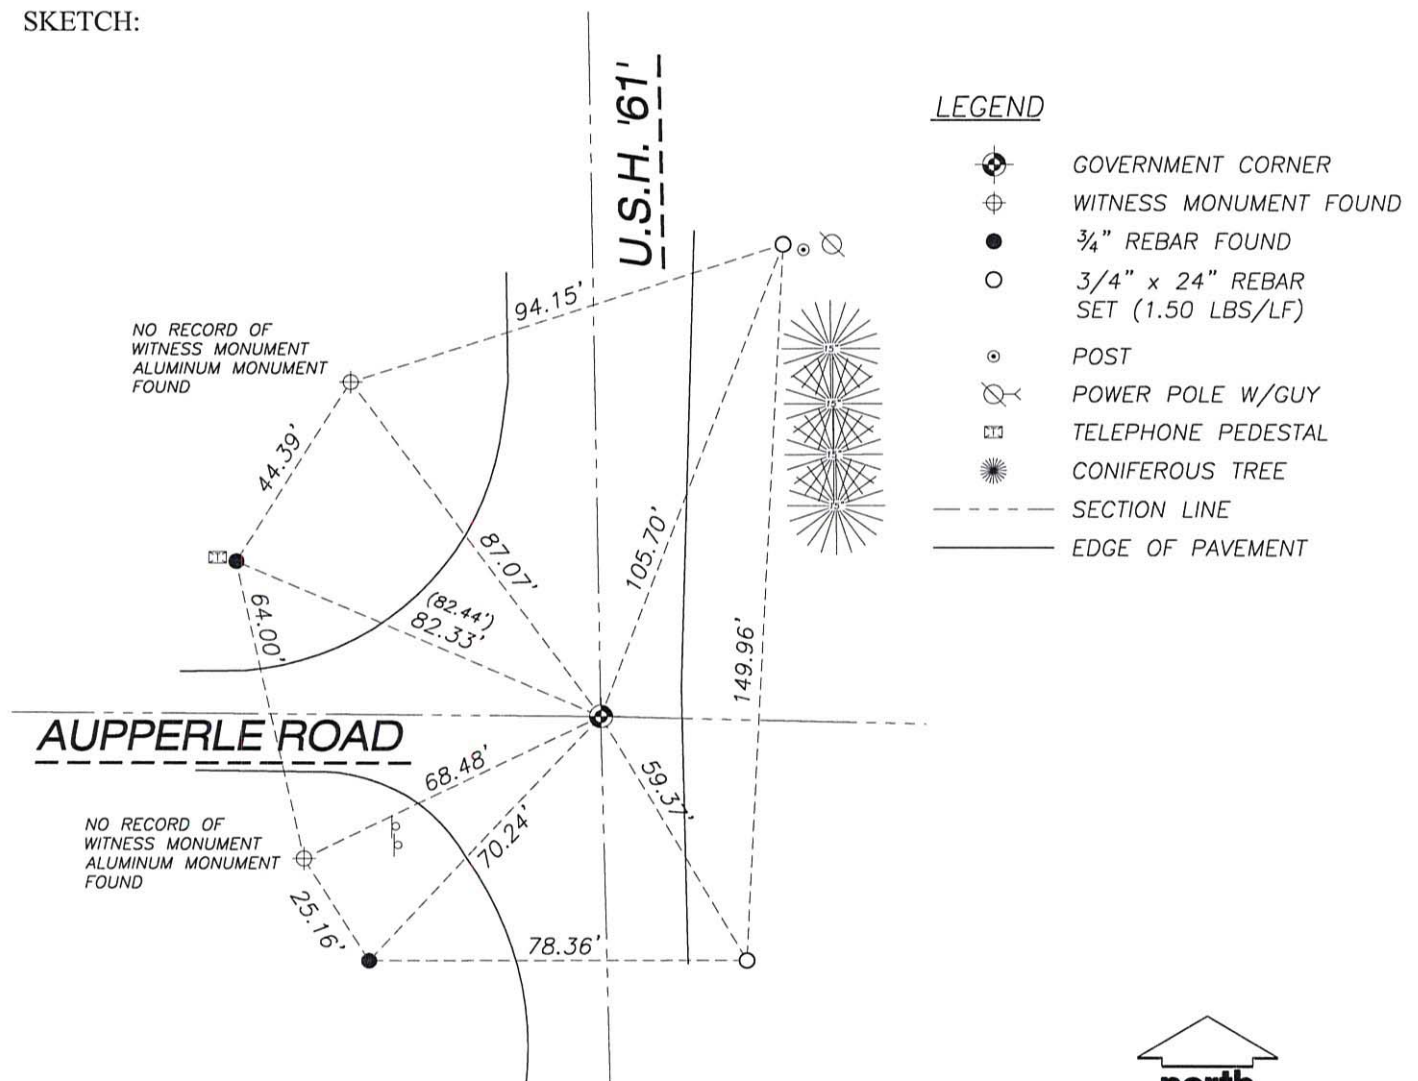 SKETCH:
U.S.H. '61'
LEGEND
GOVERNMENT CORNER
WITNESS MONUMENT FOUND
3/4" REBAR FOUND
3/4" x 24" REBAR
SET (1.50 LBS/LF)
POST
POWER POLE W/GUY
TELEPHONE PEDESTAL
CONIFEROUS TREE
SECTION LINE
EDGE OF PAVEMENT
94.15'
NO RECORD OF
WITNESS MONUMENT
ALUMINUM MONUMENT
FOUND
15"
15"
15"
15"
44.39'
87.07'
105.70'
T
64.00'
(82.44')
82.33'
149.96'
AUPPERLE ROAD
68.48'
59.37'
70.24'
NO RECORD OF
WITNESS MONUMENT
ALUMINUM MONUMENT
FOUND
25.16'
78.36'
north